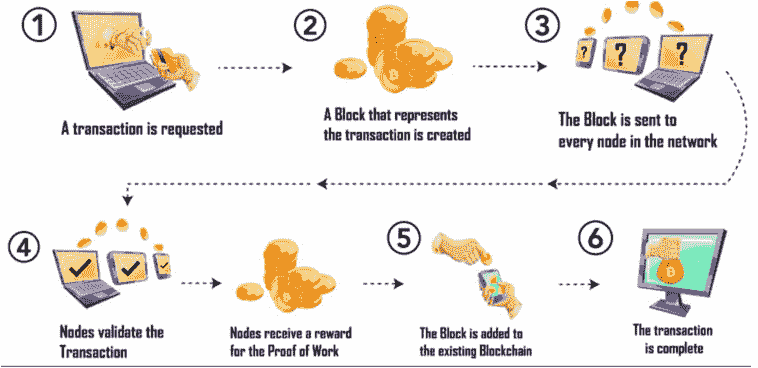 1
2
3
A transaction is requested
A Block that represents
the transaction is created
The Block is sent to
every node in the network
? ? ?
4
5
6
Nodes validate the
Transaction
Nodes receive a reward
for the Proof of Work
The Block is added to
the existing Blockchain
The transaction
is complete